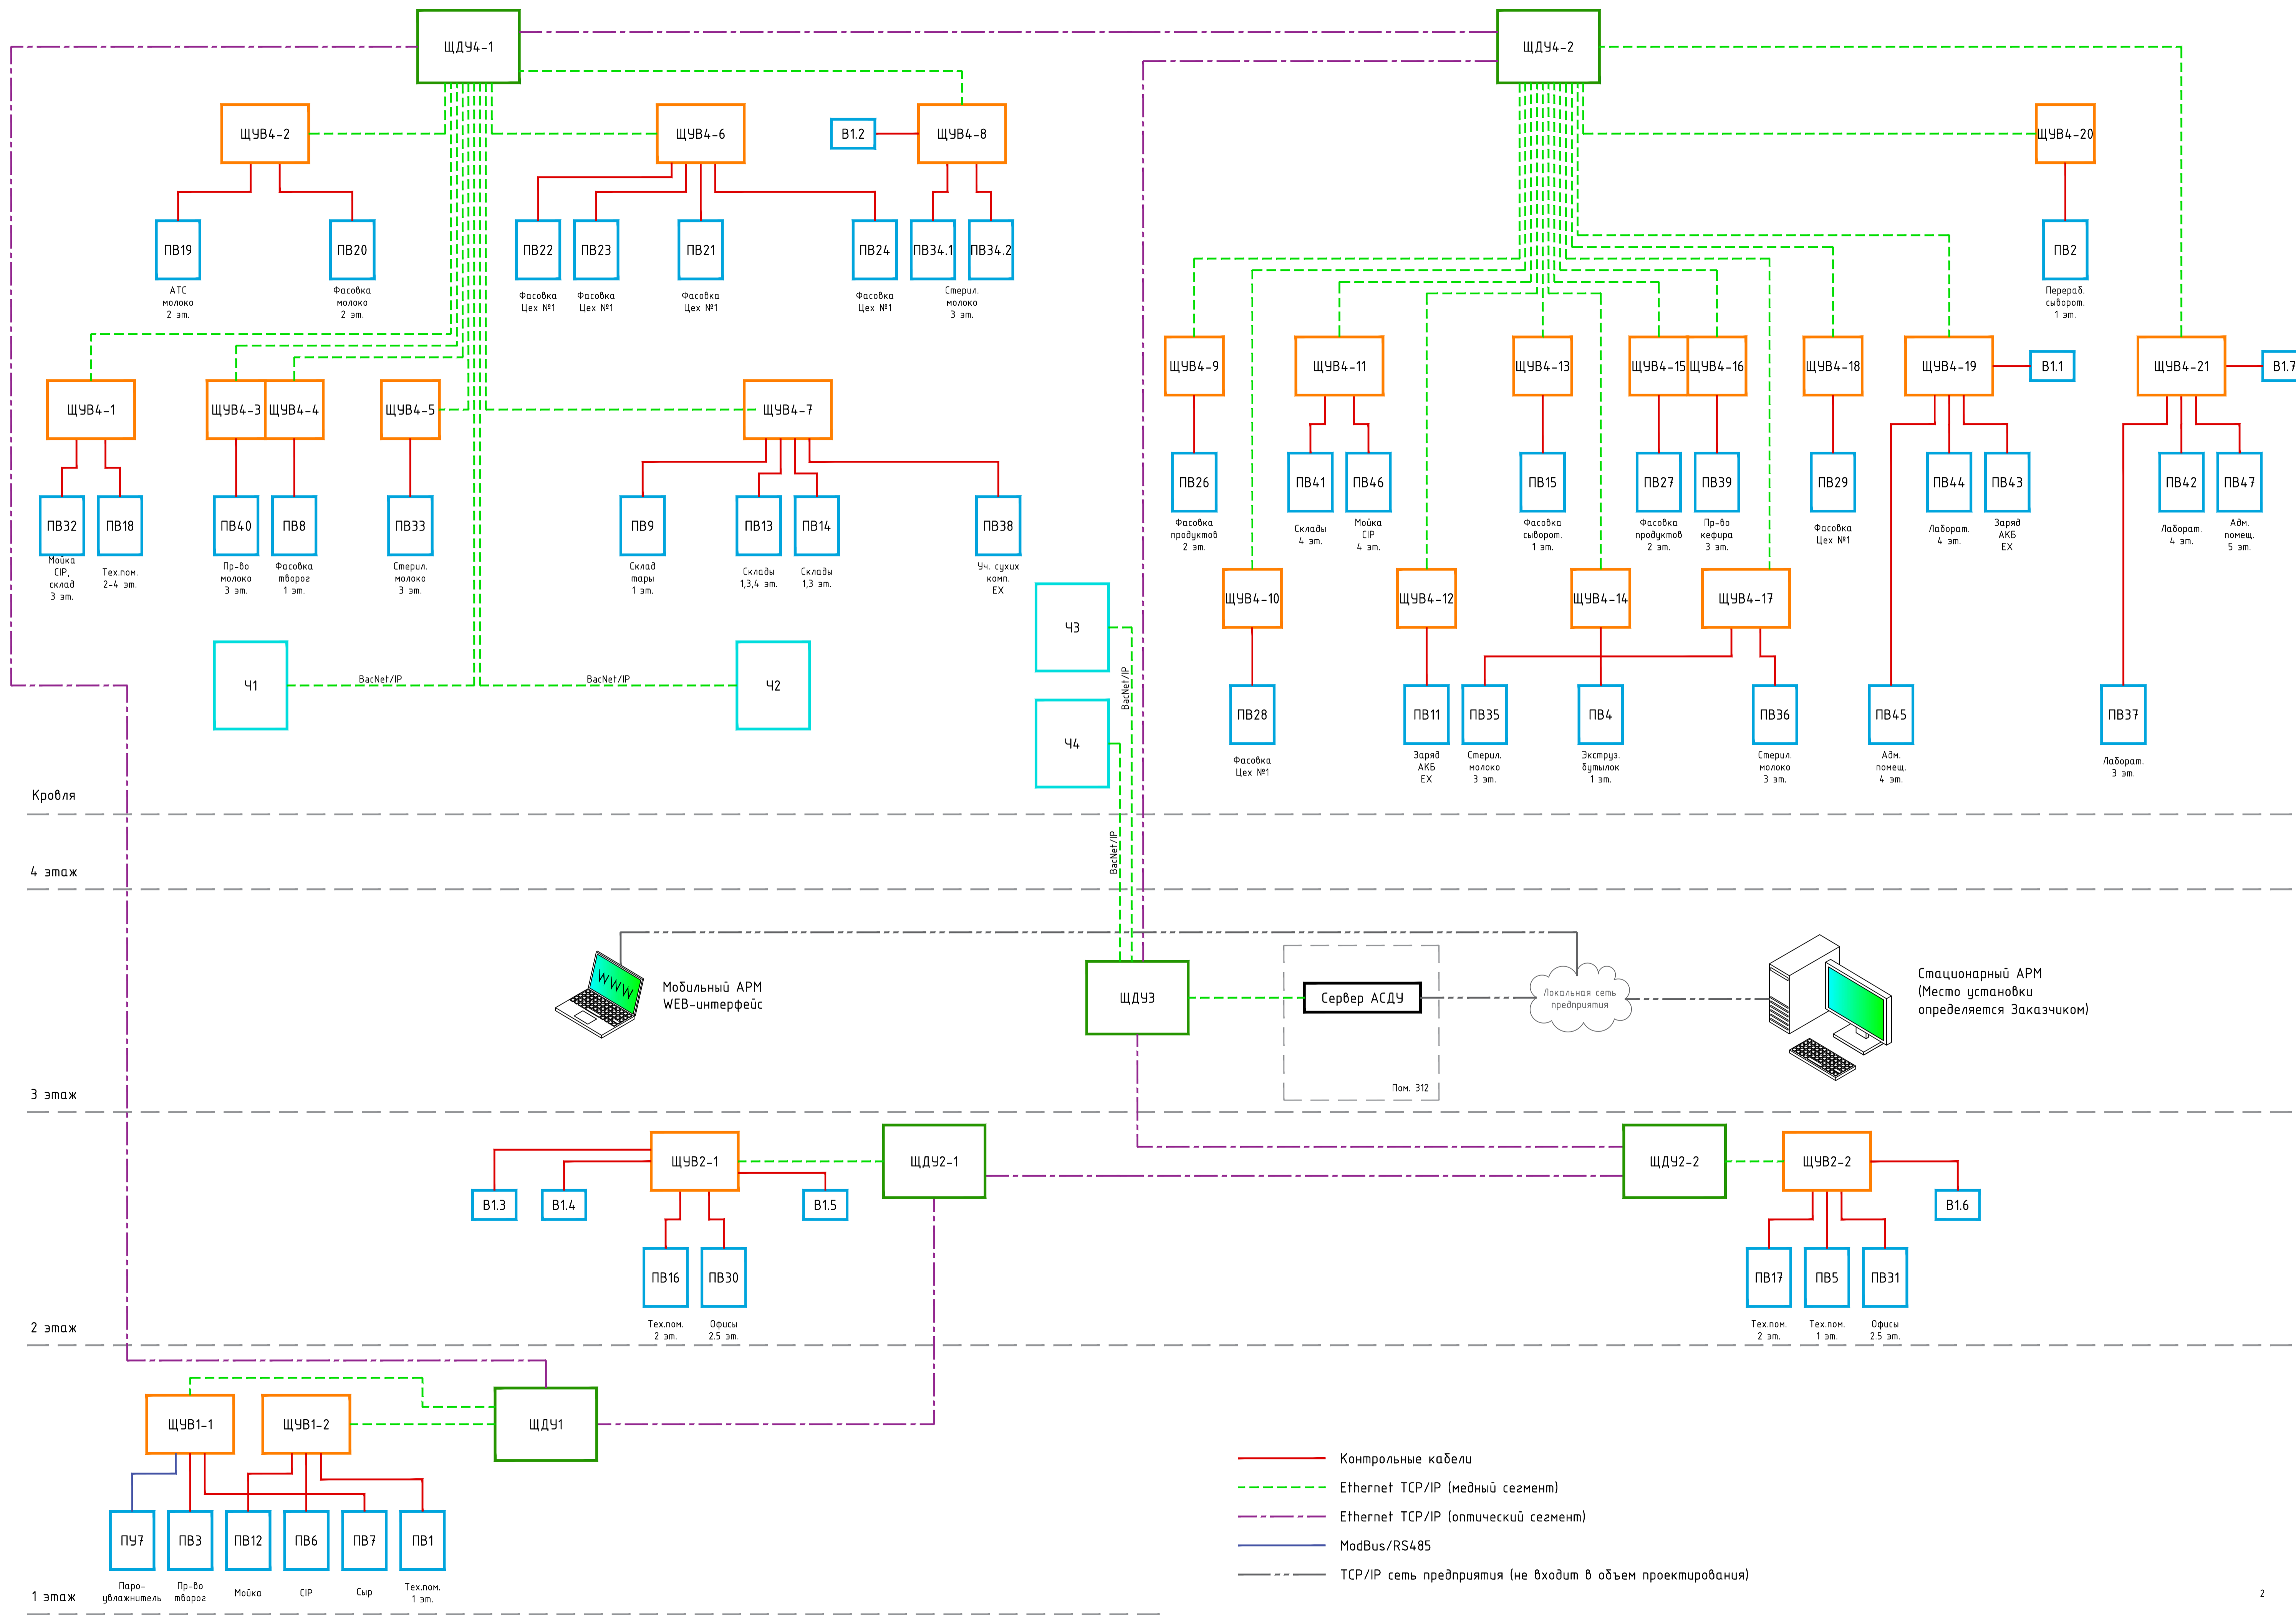 ЩДУ4-1
ЩДУ4-2
ЩУВ4-2
ЩУВ4-6
В1.2
ЩУВ4-8
ЩУВ4-20
ПВ19
ПВ20
ПВ22
ПВ23
ПВ21
ПВ24
ПВ34.1
ПВ34.2
ПВ2
АТС
молоко
2 эт.
Фасовка
молоко
2 эт.
Фасовка
Цех №1
Фасовка
Цех №1
Фасовка
Цех №1
Фасовка
Цех №1
Стерил.
молоко
3 эт.
Перераб.
сыворот.
1 эт.
ЩУВ4-9
ЩУВ4-11
ЩУВ4-13
ЩУВ4-15
ЩУВ4-16
ЩУВ4-18
ЩУВ4-19
В1.1
ЩУВ4-21
В1.7
ЩУВ4-1
ЩУВ4-3
ЩУВ4-4
ЩУВ4-5
ЩУВ4-7
ПВ26
ПВ41
ПВ46
ПВ15
ПВ27
ПВ39
ПВ29
ПВ44
ПВ43
ПВ42
ПВ47
Фасовка
продуктов
2 эт.
Склады
4 эт.
Мойка
CIP
4 эт.
Фасовка
сыворот.
1 эт.
Фасовка
продуктов
2 эт.
Пр-во
кефира
3 эт.
Фасовка
Цех №1
Лаборат.
4 эт.
Заряд
АКБ
ЕХ
Лаборат.
4 эт.
Адм.
помещ.
5 эт.
ПВ32
ПВ18
ПВ40
ПВ8
ПВ33
ПВ9
ПВ13
ПВ14
ПВ38
Мойка
CIP,
склад
3 эт.
Тех.пом.
2-4 эт.
Пр-во
молоко
3 эт.
Фасовка
творог
1 эт.
Стерил.
молоко
3 эт.
Склад
тары
1 эт.
Склады
1,3,4 эт.
Склады
1,3 эт.
Уч. сухих
комп.
ЕХ
ЩУВ4-10
ЩУВ4-12
ЩУВ4-14
ЩУВ4-17
Ч1
BacNet/IP
BacNet/IP
Ч2
Ч3
BacNet/IP
Ч4
BacNet/IP
ПВ28
ПВ11
ПВ35
ПВ4
ПВ36
ПВ45
ПВ37
Фасовка
Цех №1
Заряд
АКБ
ЕХ
Стерил.
молоко
3 эт.
Экструз.
бутылок
1 эт.
Стерил.
молоко
3 эт.
Адм.
помещ.
4 эт.
Лаборат.
3 эт.
Кровля
4 этаж
WWW
Мобильный АРМ
WEB-интерфейс
ЩДУ3
Сервер АСДУ
Пом. 312
Локальная сеть
предприятия
Стационарный АРМ
(Место установки
определяется Заказчиком)
3 этаж
ЩУВ2-1
ЩДУ2-1
ЩДУ2-2
ЩУВ2-2
В1.3
В1.4
В1.5
В1.6
ПВ16
ПВ30
ПВ17
ПВ5
ПВ31
Тех.пом.
2 эт.
Офисы
2.5 эт.
Тех.пом.
2 эт.
Тех.пом.
1 эт.
Офисы
2.5 эт.
2 этаж
ЩУВ1-1
ЩУВ1-2
ЩДУ1
ПУ7
ПВ3
ПВ12
ПВ6
ПВ7
ПВ1
Паро-
увлажнитель
Пр-во
творог
Мойка
CIP
Сыр
Тех.пом.
1 эт.
1 этаж
Контрольные кабели
Ethernet TCP/IP (медный сегмент)
Ethernet TCP/IP (оптический сегмент)
ModBus/RS485
TCP/IP сеть предприятия (не входит в объем проектирования)
2